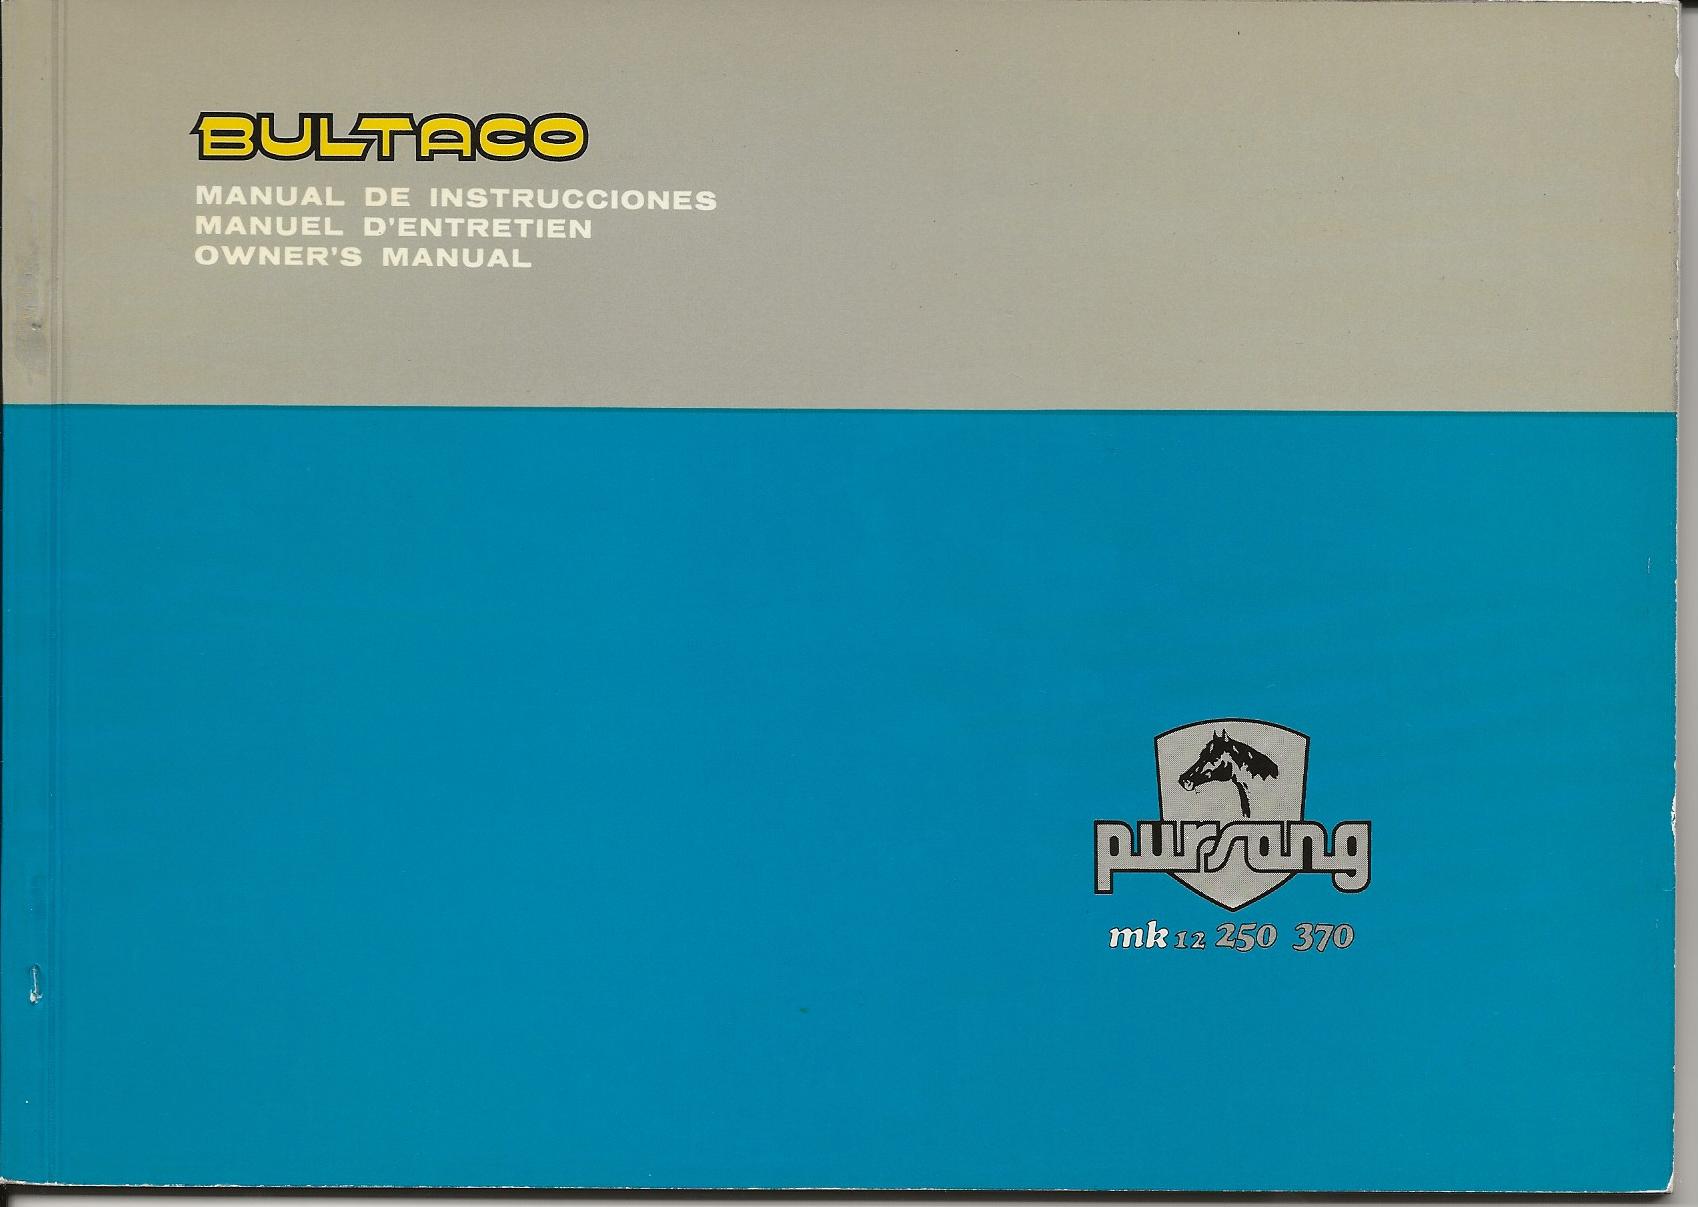 BULTACO
MANUAL DE INSTRUCCIONES
MANUEL D'ENTRETIEN
OWNER'S MANUAL
pursang
mk 12 250 370